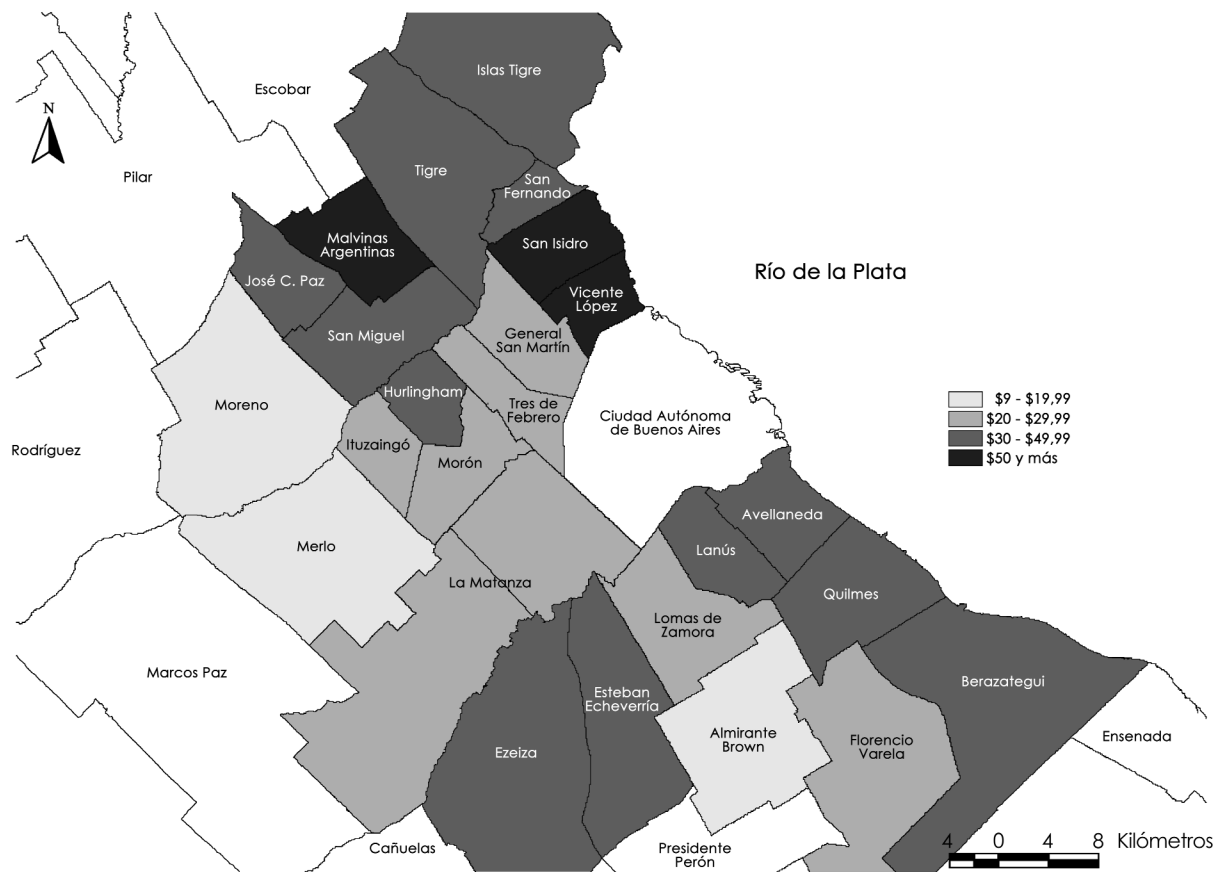 Islas Tigre
Escobar
N
Tigre
Pilar
San
Fernando
Malvinas
Argentinas
San Isidro
Río de la Plata
José C. Paz
Vicente
López
San Miguel
General
San Martín
Hurlingham
Moreno
Tres de
Febrero
Ciudad Autónoma
de Buenos Aires
$9 - $19,99
$20 - $29,99
$30 - $49,99
$50 y más
Ituzaingó
Rodríguez
Morón
Avellaneda
Merlo
Lanús
La Matanza
Quilmes
Lomas de
Zamora
Marcos Paz
Berazategui
Esteban
Echeverría
Almirante
Brown
Ensenada
Ezeiza
Florencio
Varela
Cañuelas
Presidente
Perón
4 0 4 8 Kilómetros